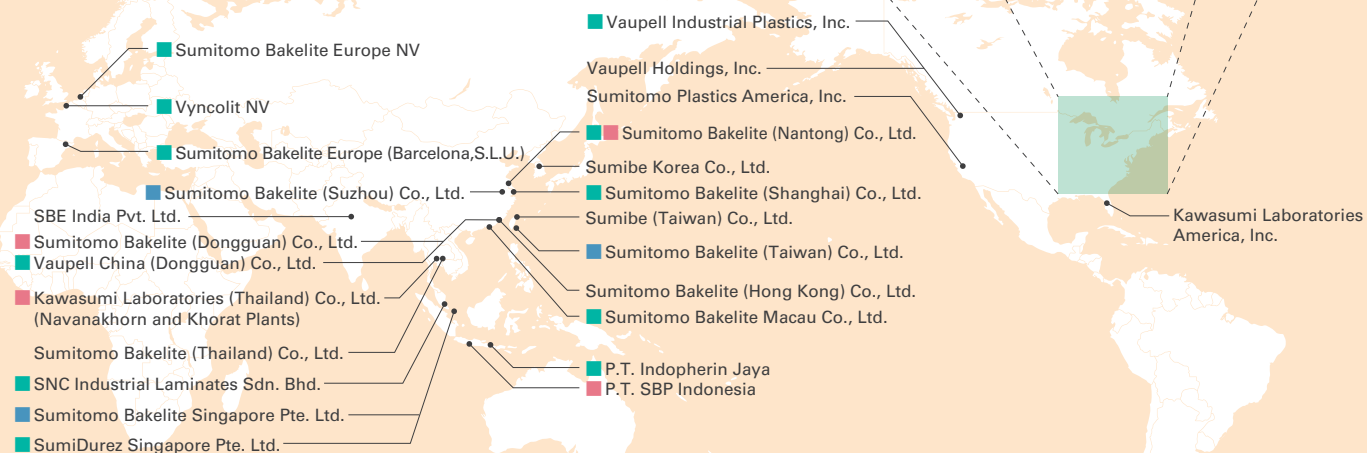 Sumitomo Bakelite Europe NV
Vyncolit NV
Sumitomo Bakelite Europe (Barcelona,S.L.U.)
Sumitomo Bakelite (Suzhou) Co., Ltd.
SBE India Pvt. Ltd.
Sumitomo Bakelite (Dongguan) Co., Ltd.
Vaupell China (Dongguan) Co., Ltd.
Kawasumi Laboratories (Thailand) Co., Ltd.
(Navanakhorn and Khorat Plants)
Sumitomo Bakelite (Thailand) Co., Ltd.
SNC Industrial Laminates Sdn. Bhd.
Sumitomo Bakelite Singapore Pte. Ltd.
SumiDurez Singapore Pte. Ltd.
Vaupell Industrial Plastics, Inc.
Vaupell Holdings, Inc.
Sumitomo Plastics America, Inc.
Sumitomo Bakelite (Nantong) Co., Ltd.
Sumibe Korea Co., Ltd.
Sumitomo Bakelite (Shanghai) Co., Ltd.
Sumibe (Taiwan) Co., Ltd.
Sumitomo Bakelite (Taiwan) Co., Ltd.
Sumitomo Bakelite (Hong Kong) Co., Ltd.
Sumitomo Bakelite Macau Co., Ltd.
P.T. Indopherin Jaya
P.T. SBP Indonesia
Kawasumi Laboratories
America, Inc.